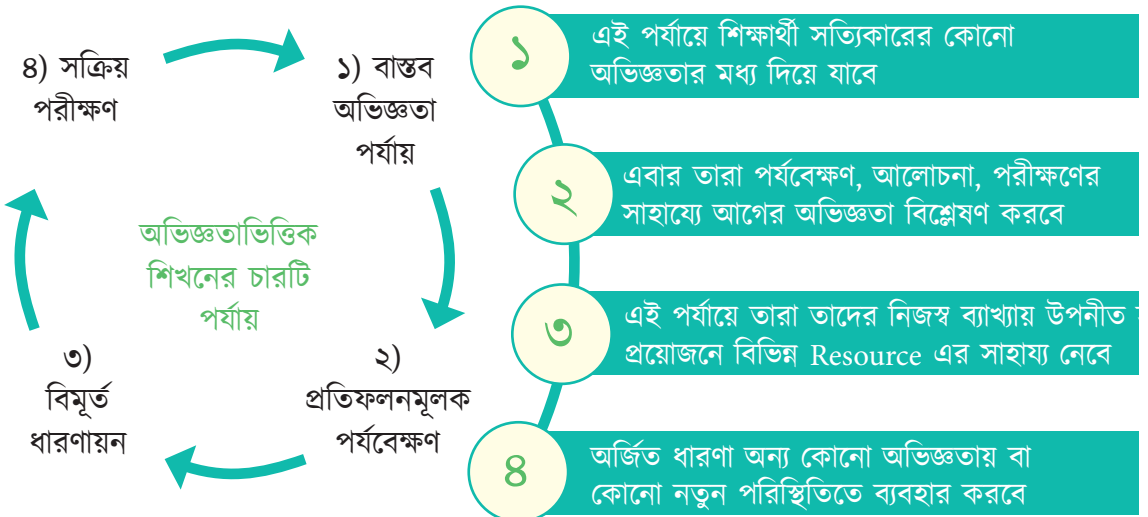 ৪) সক্রিয়
পরীক্ষণ
১) বাস্তব
অভিজ্ঞতা
পর্যায়
অভিজ্ঞতাভিত্তিক
শিখনের চারটি
পর্যায়
৩)
বিমূর্ত
ধারণায়ন
২)
প্রতিফলনমূলক
পর্যবেক্ষণ
১
এই পর্যায়ে শিক্ষার্থী সত্যিকারের কোনো
অভিজ্ঞতার মধ্য দিয়ে যাবে
২
এবার তারা পর্যবেক্ষণ, আলোচনা, পরীক্ষণের
সাহায্যে আগের অভিজ্ঞতা বিশ্লেষণ করবে
৩
এই পর্যায়ে তারা তাদের নিজস্ব ব্যাখ্যায় উপনীত
প্রয়োজনে বিভিন্ন Resource এর সাহায্য নেবে
৪
অর্জিত ধারণা অন্য কোনো অভিজ্ঞতায় বা
কোনো নতুন পরিস্থিতিতে ব্যবহার করবে